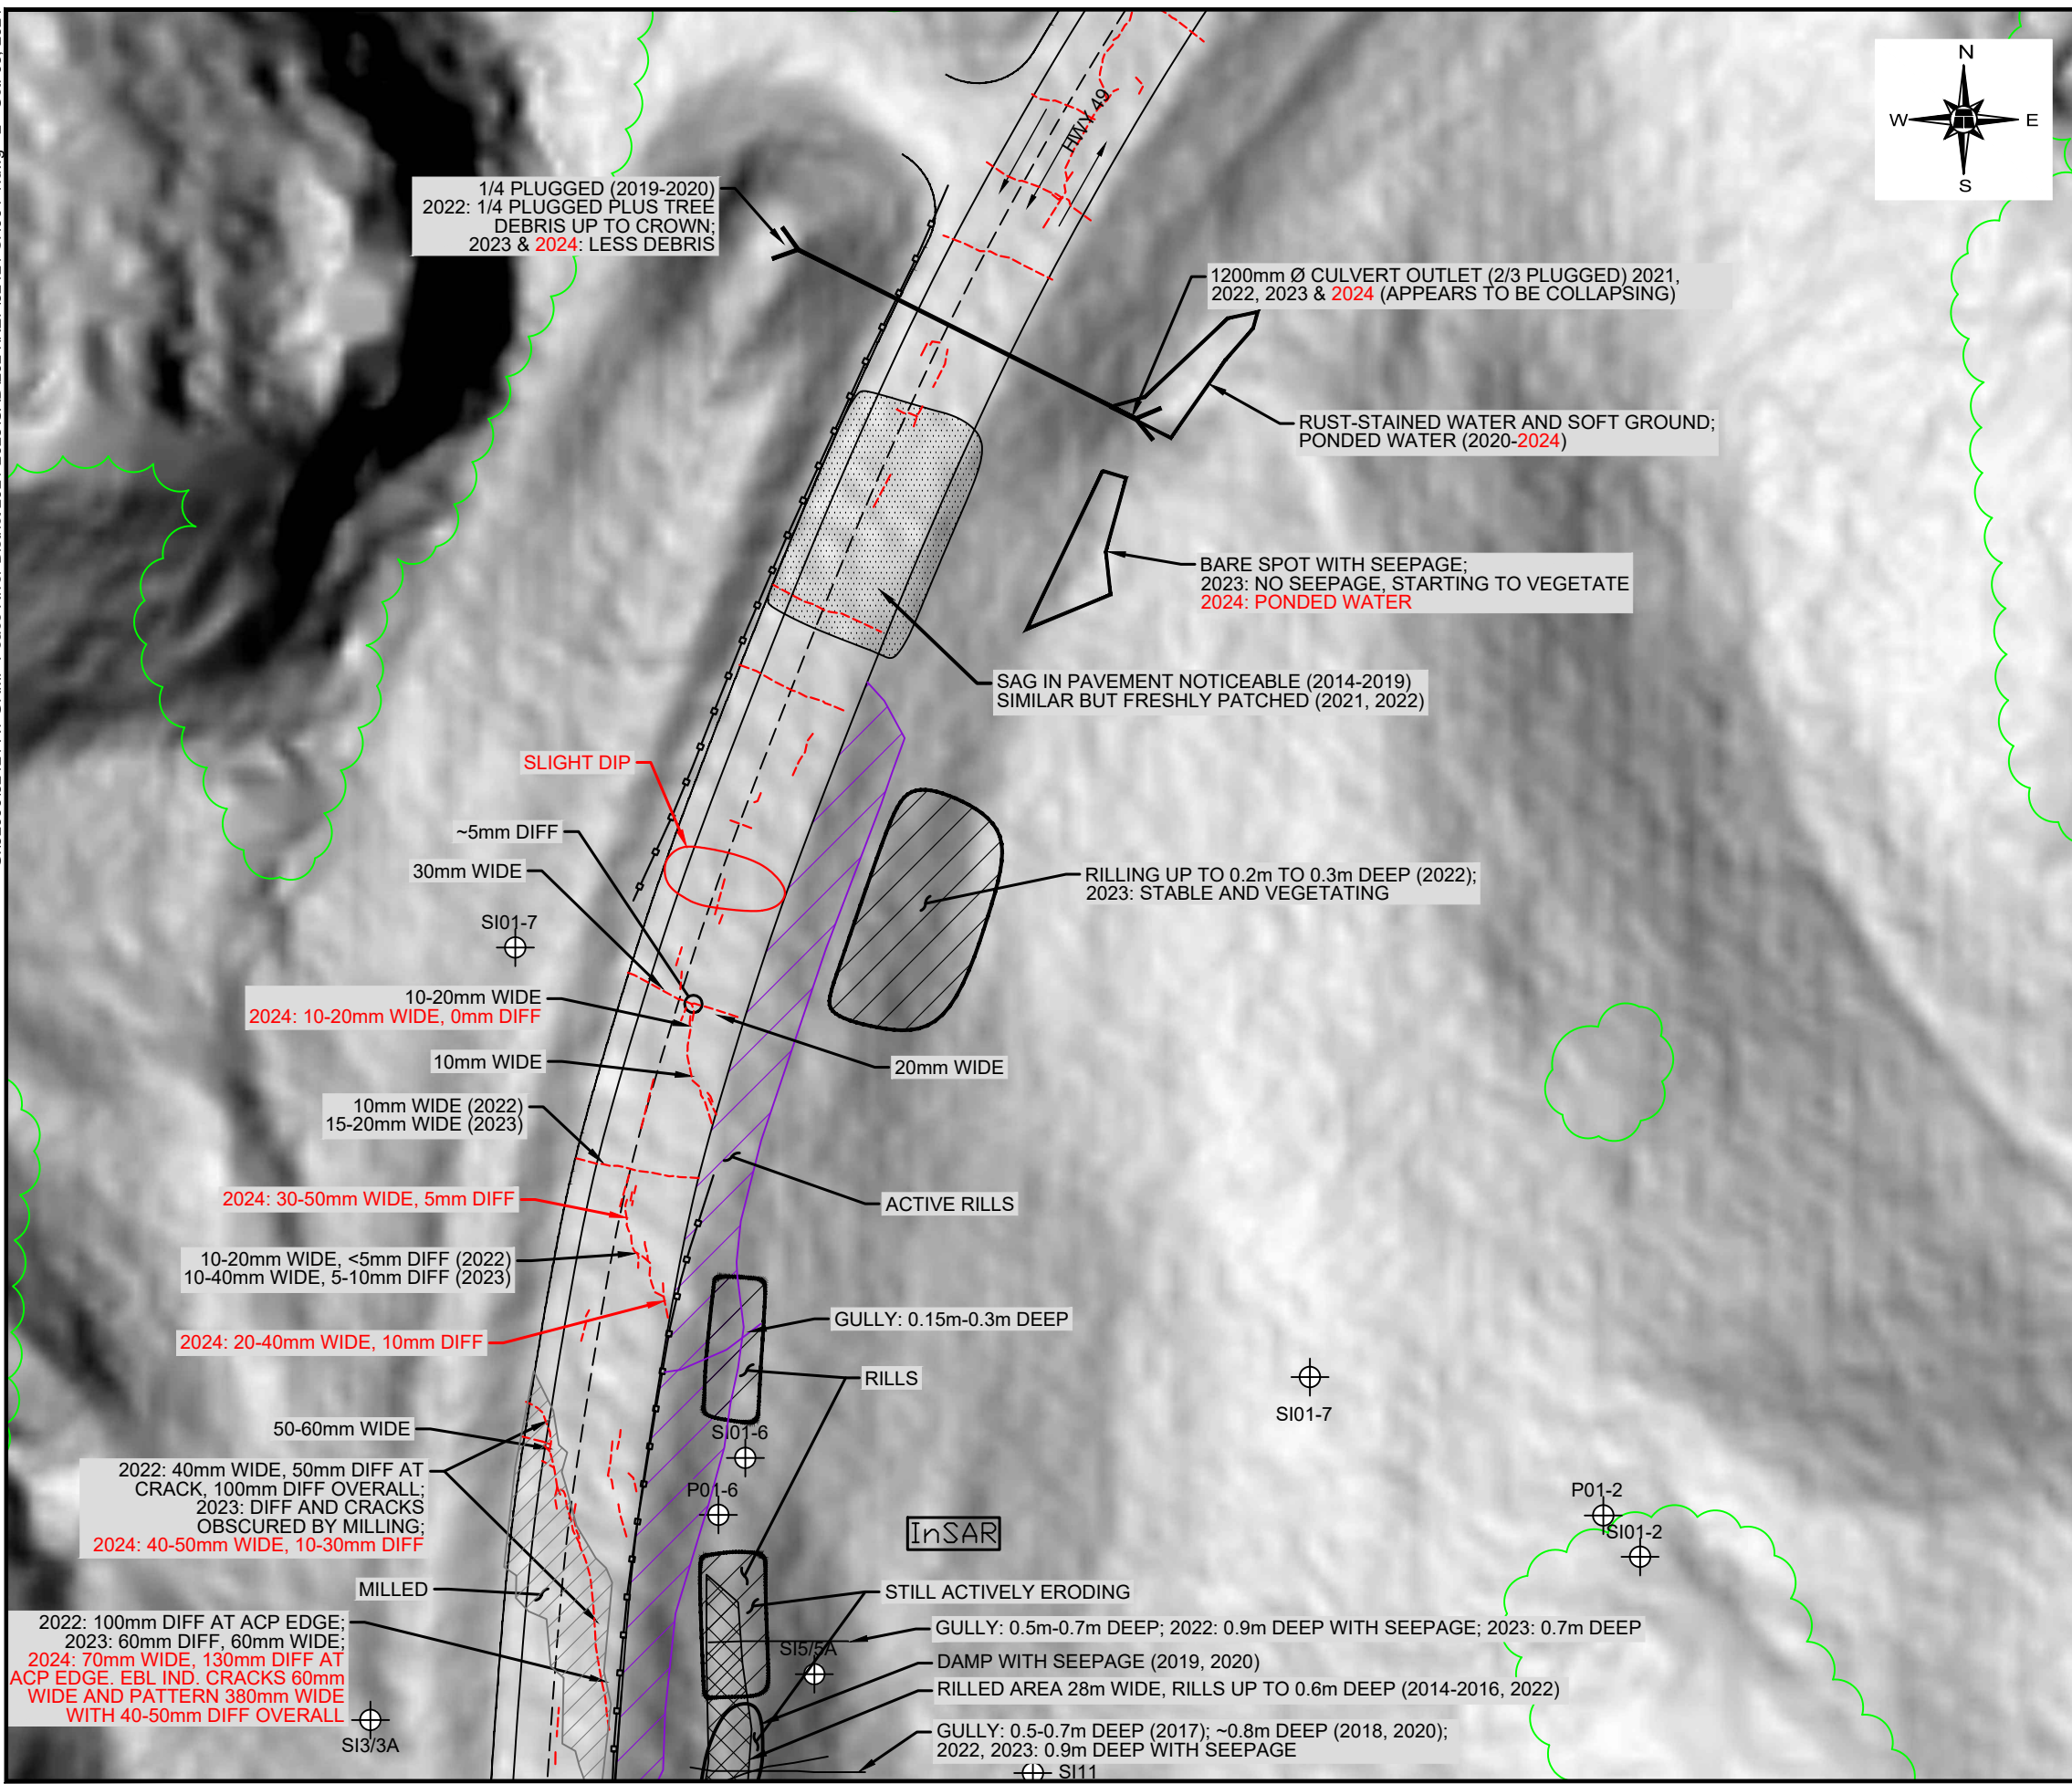 N
W E
S
HWY 49
1/4 PLUGGED (2019-2020)
2022: 1/4 PLUGGED PLUS TREE
DEBRIS UP TO CROWN;
2023 & 2024: LESS DEBRIS
1200mm Ø CULVERT OUTLET (2/3 PLUGGED) 2021,
2022, 2023 & 2024 (APPEARS TO BE COLLAPSING)
RUST-STAINED WATER AND SOFT GROUND;
PONDED WATER (2020-2024)
BARE SPOT WITH SEEPAGE;
2023: NO SEEPAGE, STARTING TO VEGETATE
2024: PONDED WATER
SAG IN PAVEMENT NOTICEABLE (2014-2019)
SIMILAR BUT FRESHLY PATCHED (2021, 2022)
SLIGHT DIP
~5mm DIFF
30mm WIDE
RILLING UP TO 0.2m TO 0.3m DEEP (2022);
2023: STABLE AND VEGETATING
SI01-7
10-20mm WIDE
2024: 10-20mm WIDE, 0mm DIFF
10mm WIDE
20mm WIDE
10mm WIDE (2022)
15-20mm WIDE (2023)
2024: 30-50mm WIDE, 5mm DIFF
ACTIVE RILLS
10-20mm WIDE, <5mm DIFF (2022)
10-40mm WIDE, 5-10mm DIFF (2023)
GULLY: 0.15m-0.3m DEEP
2024: 20-40mm WIDE, 10mm DIFF
RILLS
SI01-7
50-60mm WIDE
SI01-6
2022: 40mm WIDE, 50mm DIFF AT
CRACK, 100mm DIFF OVERALL;
2023: DIFF AND CRACKS
OBSCURED BY MILLING;
2024: 40-50mm WIDE, 10-30mm DIFF
P01-6
P01-2
SI01-2
InSAR
MILLED
STILL ACTIVELY ERODING
2022: 100mm DIFF AT ACP EDGE;
2023: 60mm DIFF, 60mm WIDE;
2024: 70mm WIDE, 130mm DIFF AT
ACP EDGE. EBL IND. CRACKS 60mm
WIDE AND PATTERN 380mm WIDE
WITH 40-50mm DIFF OVERALL
GULLY: 0.5m-0.7m DEEP; 2022: 0.9m DEEP WITH SEEPAGE; 2023: 0.7m DEEP
SI5/5A
DAMP WITH SEEPAGE (2019, 2020)
RILLED AREA 28m WIDE, RILLS UP TO 0.6m DEEP (2014-2016, 2022)
SI3/3A
GULLY: 0.5-0.7m DEEP (2017); ~0.8m DEEP (2018, 2020);
2022, 2023: 0.9m DEEP WITH SEEPAGE
SI11